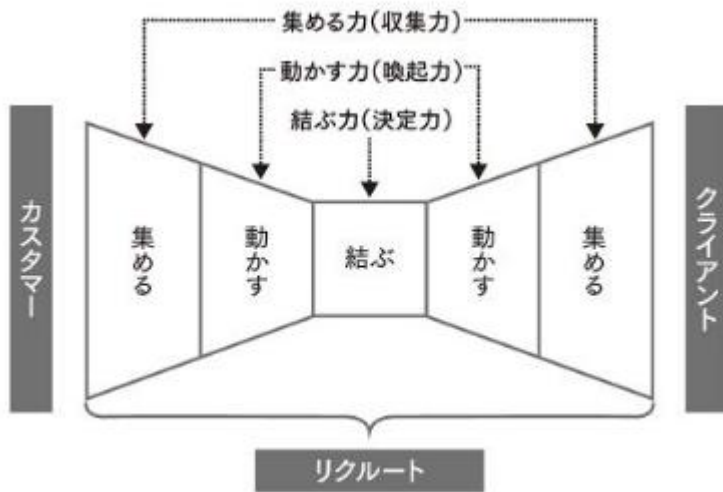 集める力(収集力)
動かす力(喚起力)
結ぶ力(決定力)
カスタマー
集める
動かす
結ぶ
動かす
集める
クライアント
リクルート